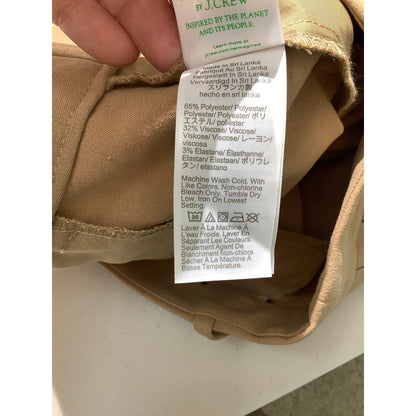 BY J.CREW
INSPIRED BY THE PLANET
AND ITS PEOPLE.
Learn more at
jcrew.com/reimagined
Made in Sri Lanka
Fabriqué Au Sri Lanka
Hergestellt in Sri Lanka
Vervaardigd In Sri Lanka
スリランカ製
hecho en sri lanka
65% Polyester/ Polyester/
Polyester/ Polyester/ ポリ
エステル/ poliéster
32% Viscose/ Viscose/
Viskose/ Viscose/ レーヨン/
viscosa
3% Elastane/ Élasthanne/
Elastan/ Elastaan/ ポリウレ
タン/ elastano
Machine Wash Cold. With
Like Colors. Non-chlorine
Bleach Only. Tumble Dry
Low. Iron On Lowest
Setting.
30
Laver À La Machine À
L'eau Froide. Laver En
Séparant Les Couleurs.
Seulement Agent De
Blanchiment Non-chloré.
Sécher À La Machine À
Basse Température.